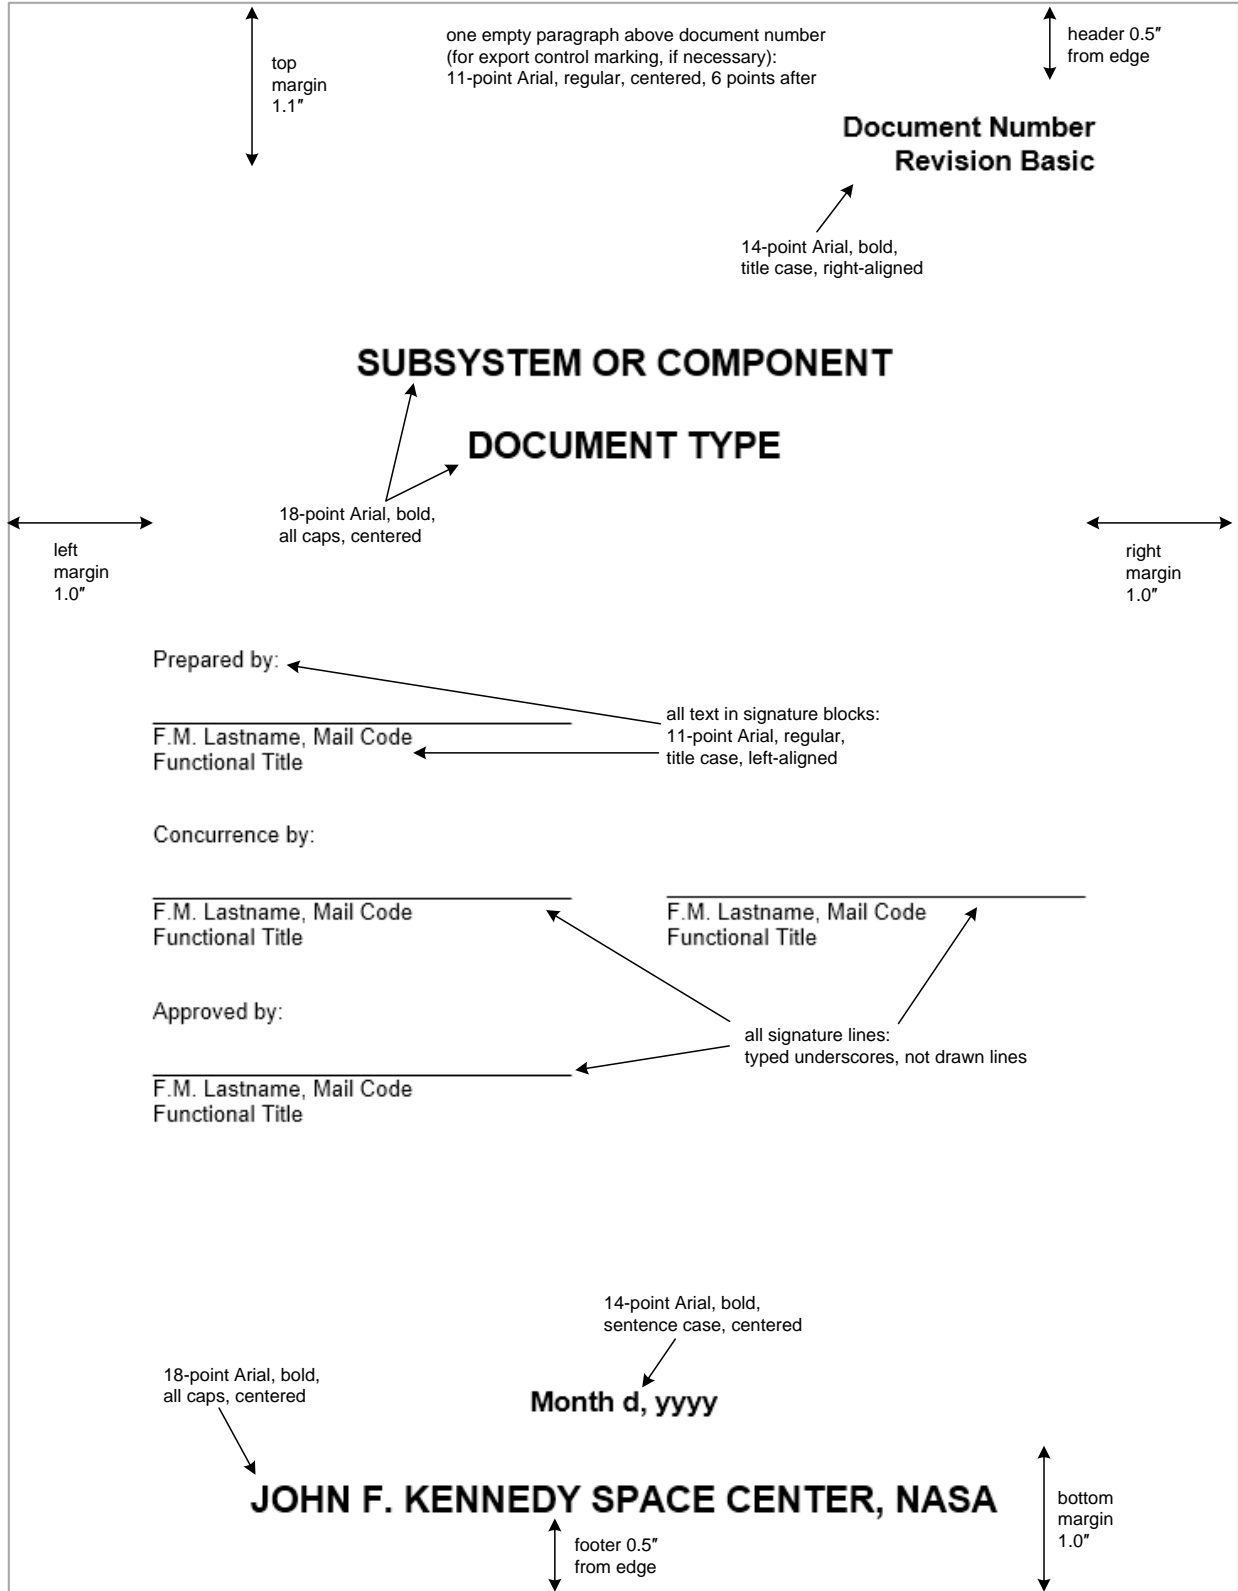 one empty paragraph above document number
(for export control marking, if necessary):
11-point Arial, regular, centered, 6 points after
header 0.5″
from edge
top
margin
1.1″
Document Number
Revision Basic
14-point Arial, bold,
title case, right-aligned
SUBSYSTEM OR COMPONENT
DOCUMENT TYPE
18-point Arial, bold,
all caps, centered
left
margin
1.0″
right
margin
1.0″
Prepared by:
F.M. Lastname, Mail Code
Functional Title
all text in signature blocks:
11-point Arial, regular,
title case, left-aligned
Concurrence by:
F.M. Lastname, Mail Code
Functional Title
F.M. Lastname, Mail Code
Functional Title
Approved by:
all signature lines:
typed underscores, not drawn lines
F.M. Lastname, Mail Code
Functional Title
14-point Arial, bold,
sentence case, centered
18-point Arial, bold,
all caps, centered
Month d, yyyy
JOHN F. KENNEDY SPACE CENTER, NASA
bottom
margin
1.0″
footer 0.5″
from edge